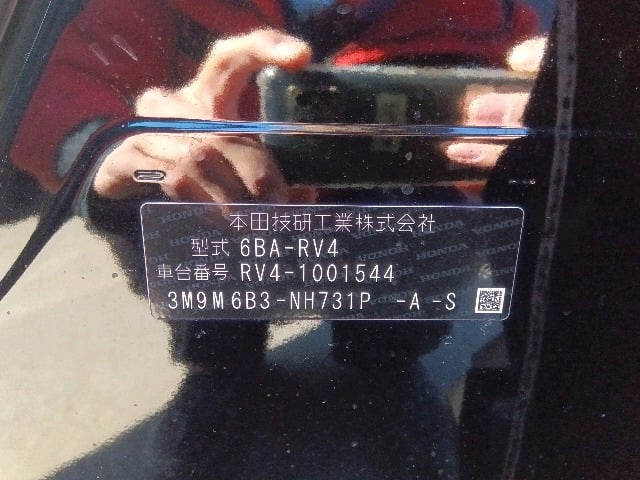 本田技研工業株式会社
型式 6BA-RV4
車台番号 RV4-1001544
3M9M6B3-NH731P -A -S